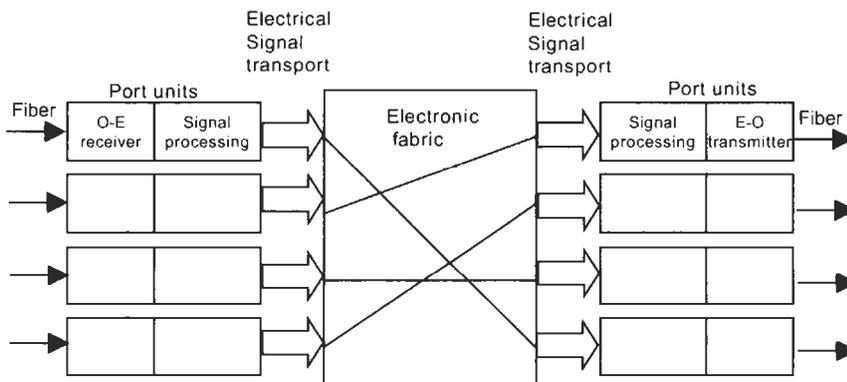 Electrical
Signal
transport
Electrical
Signal
transport
Port units
Port units
Fiber
O-E
receiver
Signal
processing
Electronic
fabric
Signal
processing
E-O
transmitter
Fiber